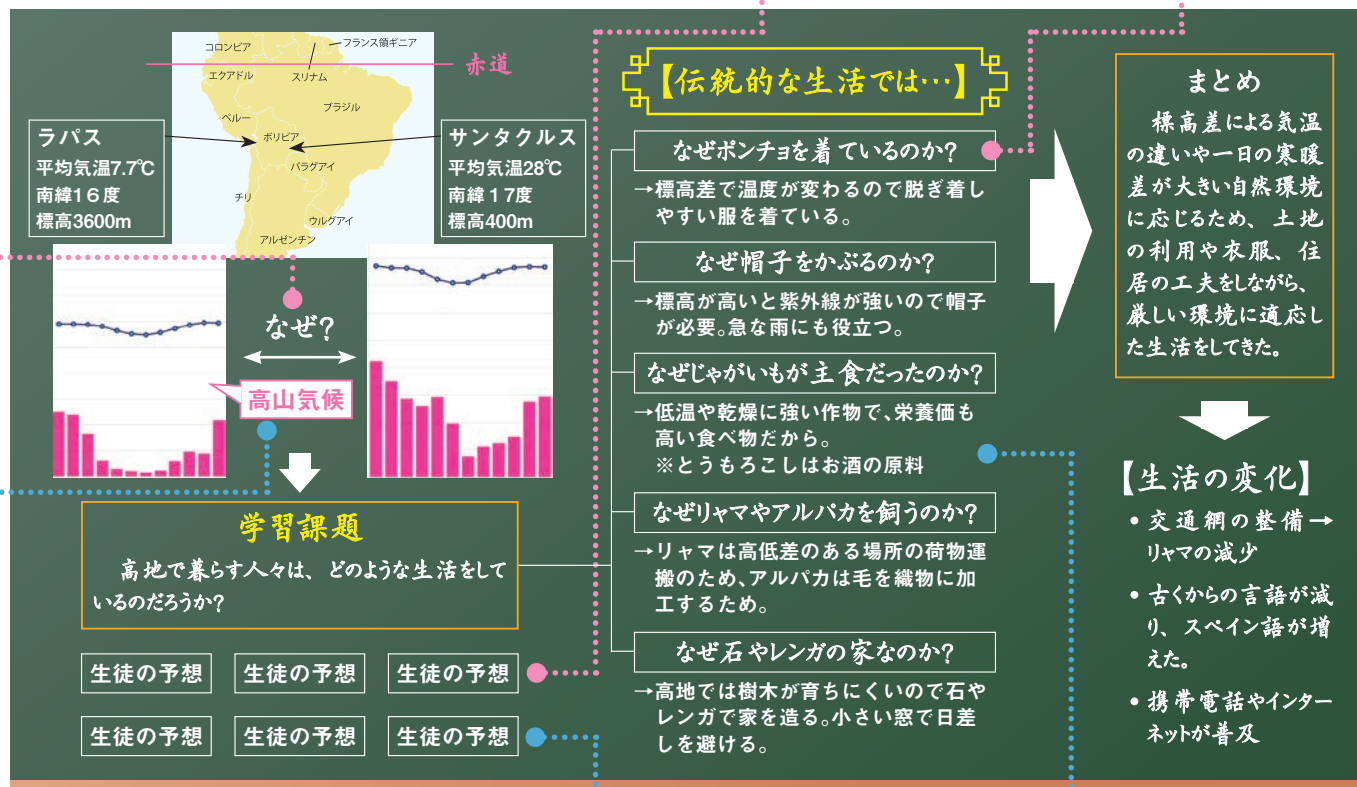 コロンビア
フランス領ギニア
赤道
エクアドル
スリナム
ブラジル
ペルー
ボリビア
パラグアイ
チリ
ウルグアイ
アルゼンチン
ラパス
平均気温7.7℃
南緯16度
標高3600m
サンタクルス
平均気温28℃
南緯17度
標高400m
なぜ?
高山気候
学習課題
高地で暮らす人々は、どのような生活をして
いるのだろうか?
生徒の予想 生徒の予想 生徒の予想
生徒の予想 生徒の予想 生徒の予想
【伝統的な生活では…】
なぜポンチョを着ているのか?
→標高差で温度が変わるので脱ぎ着し
やすい服を着ている。
なぜ帽子をかぶるのか?
→標高が高いと紫外線が強いので帽子
が必要。急な雨にも役立つ。
なぜじゃがいもが主食だったのか?
→低温や乾燥に強い作物で、栄養価も
高い食べ物だから。
※とうもろこしはお酒の原料
なぜリャマやアルパカを飼うのか?
→リャマは高低差のある場所の荷物運
搬のため、アルパカは毛を織物に加
工するため。
なぜ石やレンガの家なのか?
→高地では樹木が育ちにくいので石や
レンガで家を造る。小さい窓で日差
しを避ける。
まとめ
標高差による気温
の違いや一日の寒暖
差が大きい自然環境
に応じるため、土地
の利用や衣服、住
居の工夫をしながら、
厳しい環境に適応し
た生活をしてきた。
【生活の変化】
• 交通網の整備→
リャマの減少
• 古くからの言語が減
り、スペイン語が増
えた。
• 携帯電話やインター
ネットが普及